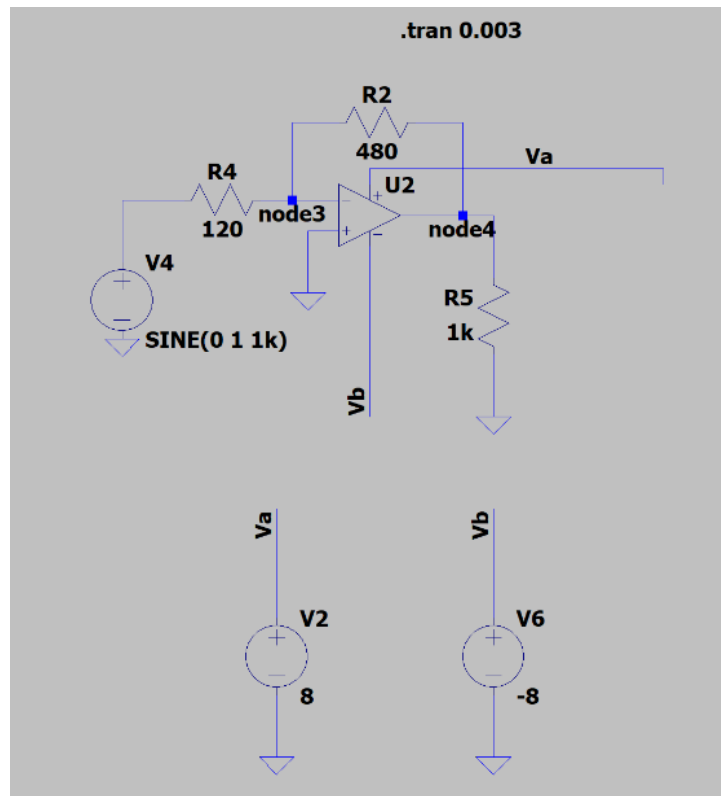 .tran 0.003
R2
480
Va
R4
120
node3
U2
node4
V4
SINE(0 1 1k)
R5
1k
Vb
Va
Vb
V2
8
V6
-8